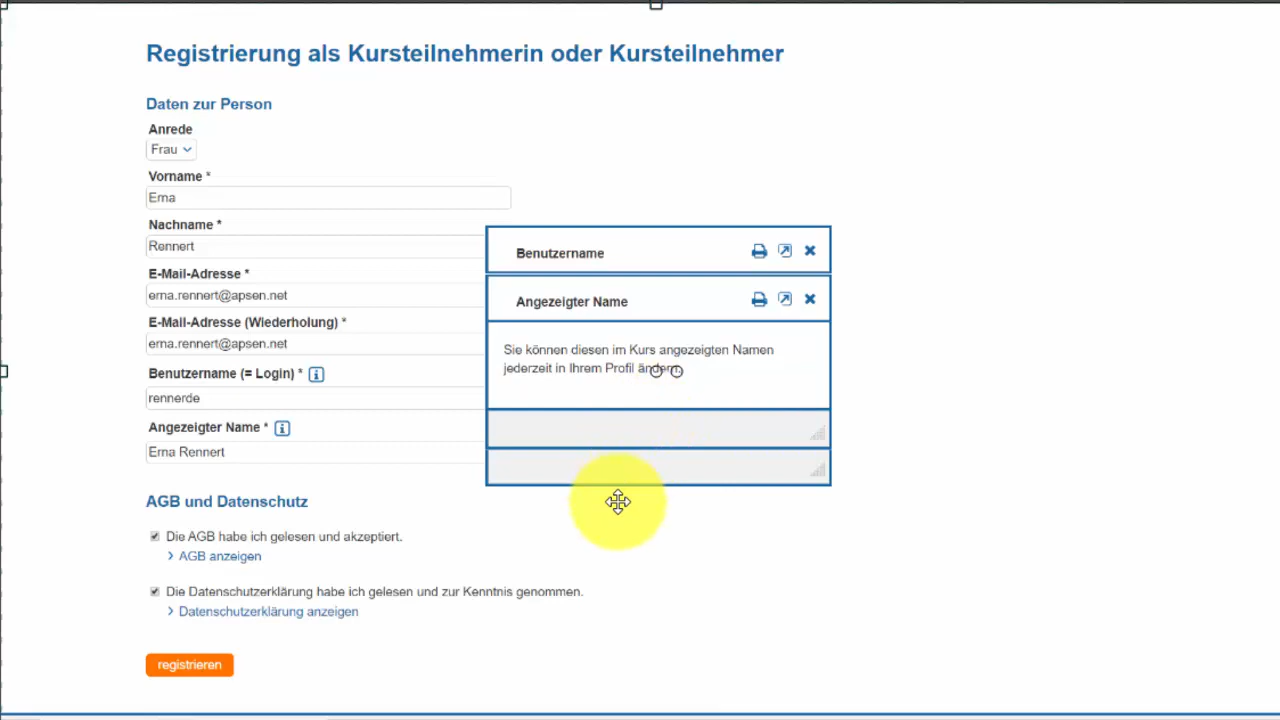 Registrierung als Kursteilnehmerin oder Kursteilnehmer
Daten zur Person
Anrede
Frau
Vorname *
Erna
Nachname *
Rennert
E-Mail-Adresse *
erna.rennert@apsen.net
E-Mail-Adresse (Wiederholung) *
erna.rennert@apsen.net
Benutzername (= Login) *
rennerde
Angezeigter Name *
Erna Rennert
Benutzername
Angezeigter Name
Sie können diesen im Kurs angezeigten Namen
jederzeit in Ihrem Profil ändern.
AGB und Datenschutz
Die AGB habe ich gelesen und akzeptiert.
AGB anzeigen
Die Datenschutzerklärung habe ich gelesen und zur Kenntnis genommen.
Datenschutzerklärung anzeigen
registrieren